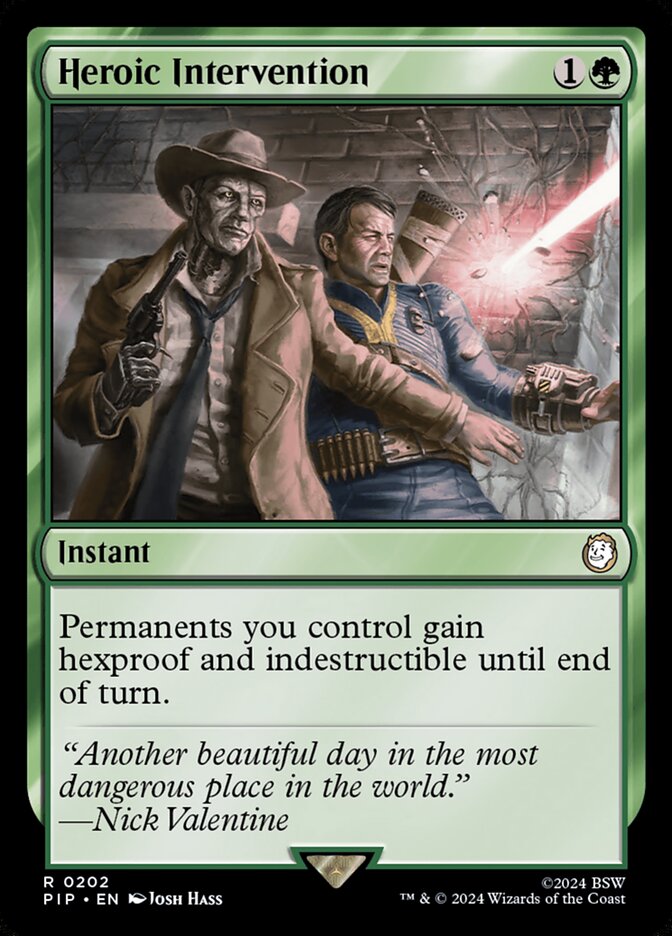 Heroic Intervention
1
Instant
Permanents you control gain
hexproof and indestructible until end
of turn.
“Another beautiful day in the most
dangerous place in the world.”
—Nick Valentine
R 0202
PIP • EN Josh Hass
©2024 BSW
™ & © 2024 Wizards of the Coast